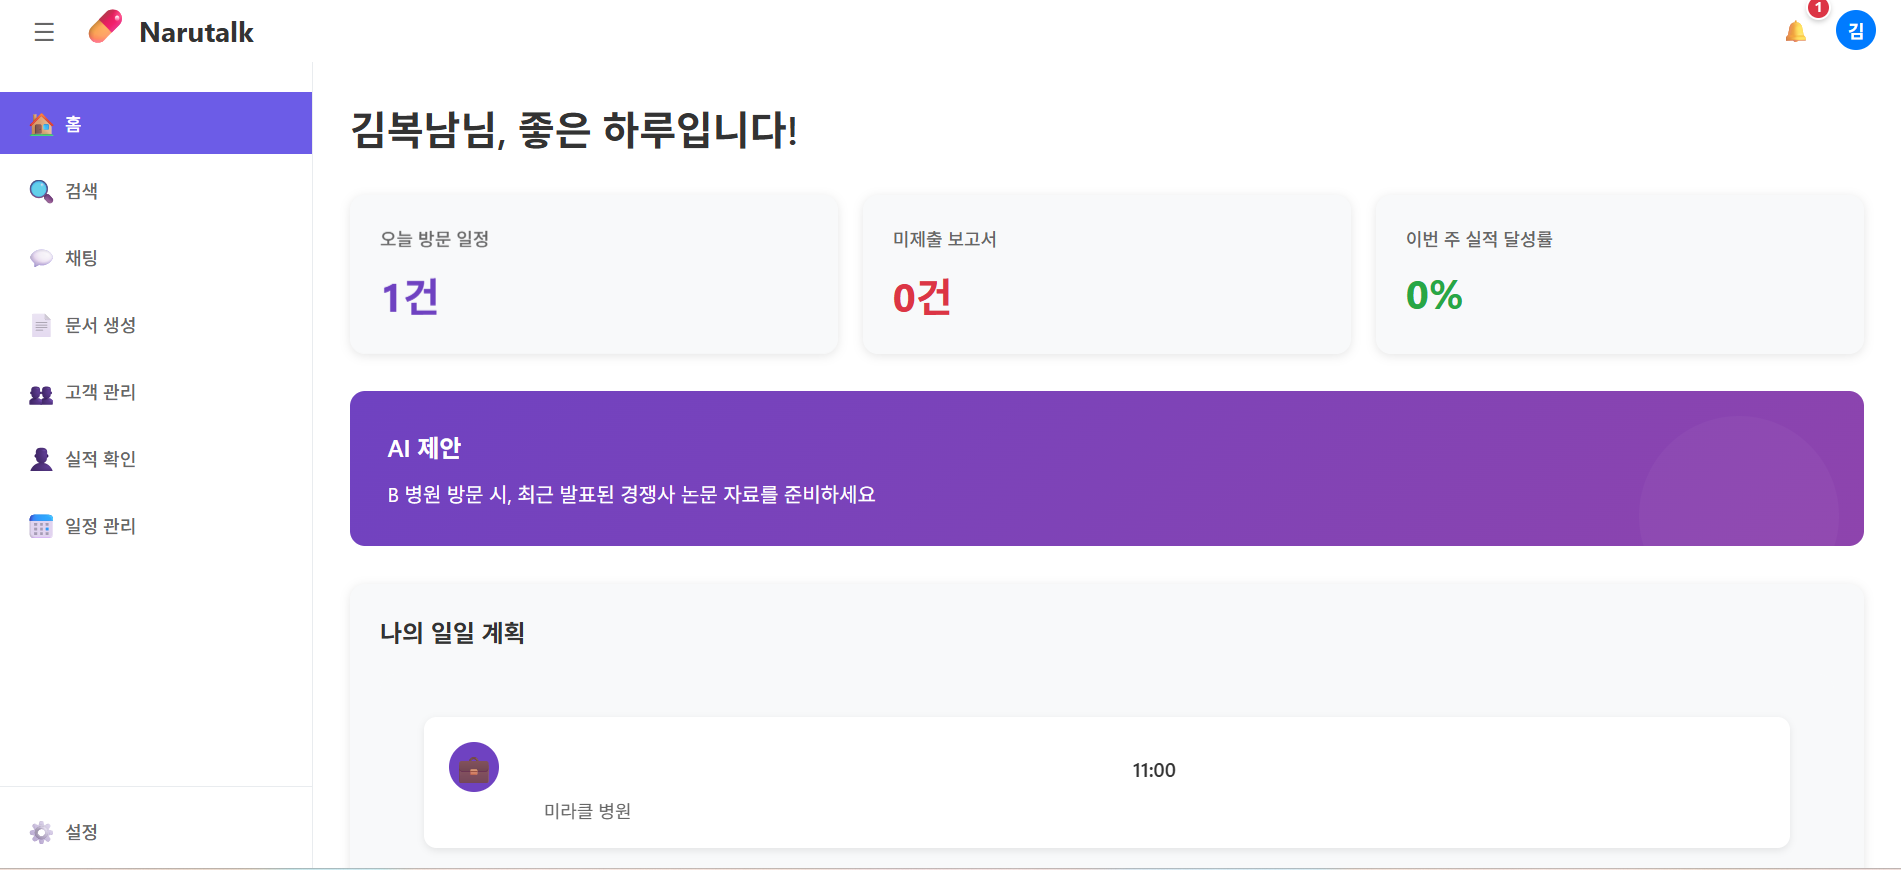 Narutalk
1
김
홈
검색
채팅
문서 생성
고객 관리
실적 확인
일정 관리
설정
김복남님, 좋은 하루입니다!
오늘 방문 일정
1건
미제출 보고서
0건
이번 주 실적 달성률
0%
AI 제안
B 병원 방문 시, 최근 발표된 경쟁사 논문 자료를 준비하세요
나의 일일 계획
11:00
미라클 병원